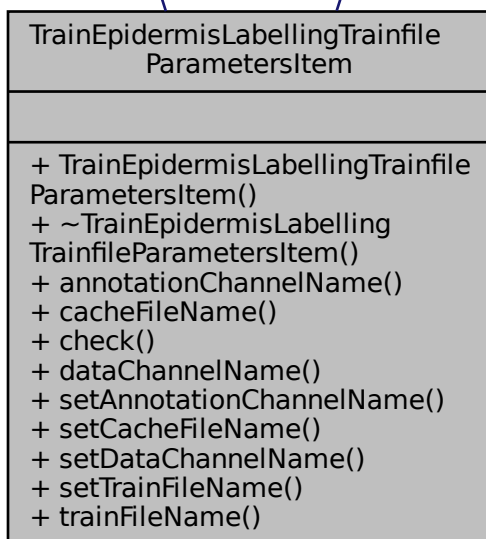 TrainEpidermisLabellingTrainfile
ParametersItem
+ TrainEpidermisLabellingTrainfile
ParametersItem()
+ ~TrainEpidermisLabelling
TrainfileParametersItem()
+ annotationChannelName()
+ cacheFileName()
+ check()
+ dataChannelName()
+ setAnnotationChannelName()
+ setCacheFileName()
+ setDataChannelName()
+ setTrainFileName()
+ trainFileName()